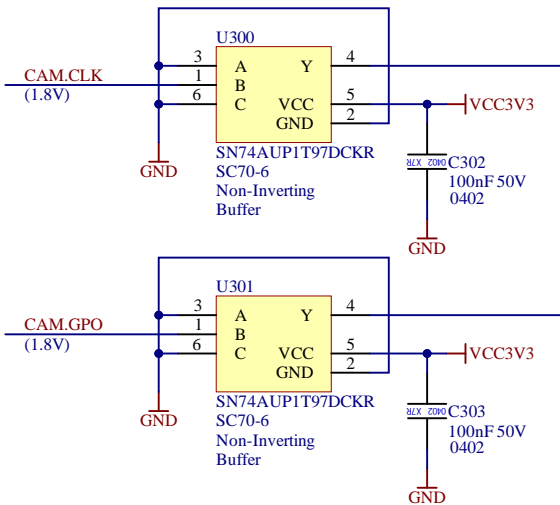 U300
3 A Y 4
CAM.CLK 1 B
(1.8V) 6 C VCC 5 VCC3V3
GND 2
GND
SN74AUP1T97DCKR
SC70-6
Non-Inverting
Buffer
X7R 0402 C302
100nF 50V
0402
GND
U301
3 A Y 4
CAM.GPO 1 B
(1.8V) 6 C VCC 5 VCC3V3
GND 2
GND
SN74AUP1T97DCKR
SC70-6
Non-Inverting
Buffer
X7R 0402 C303
100nF 50V
0402
GND